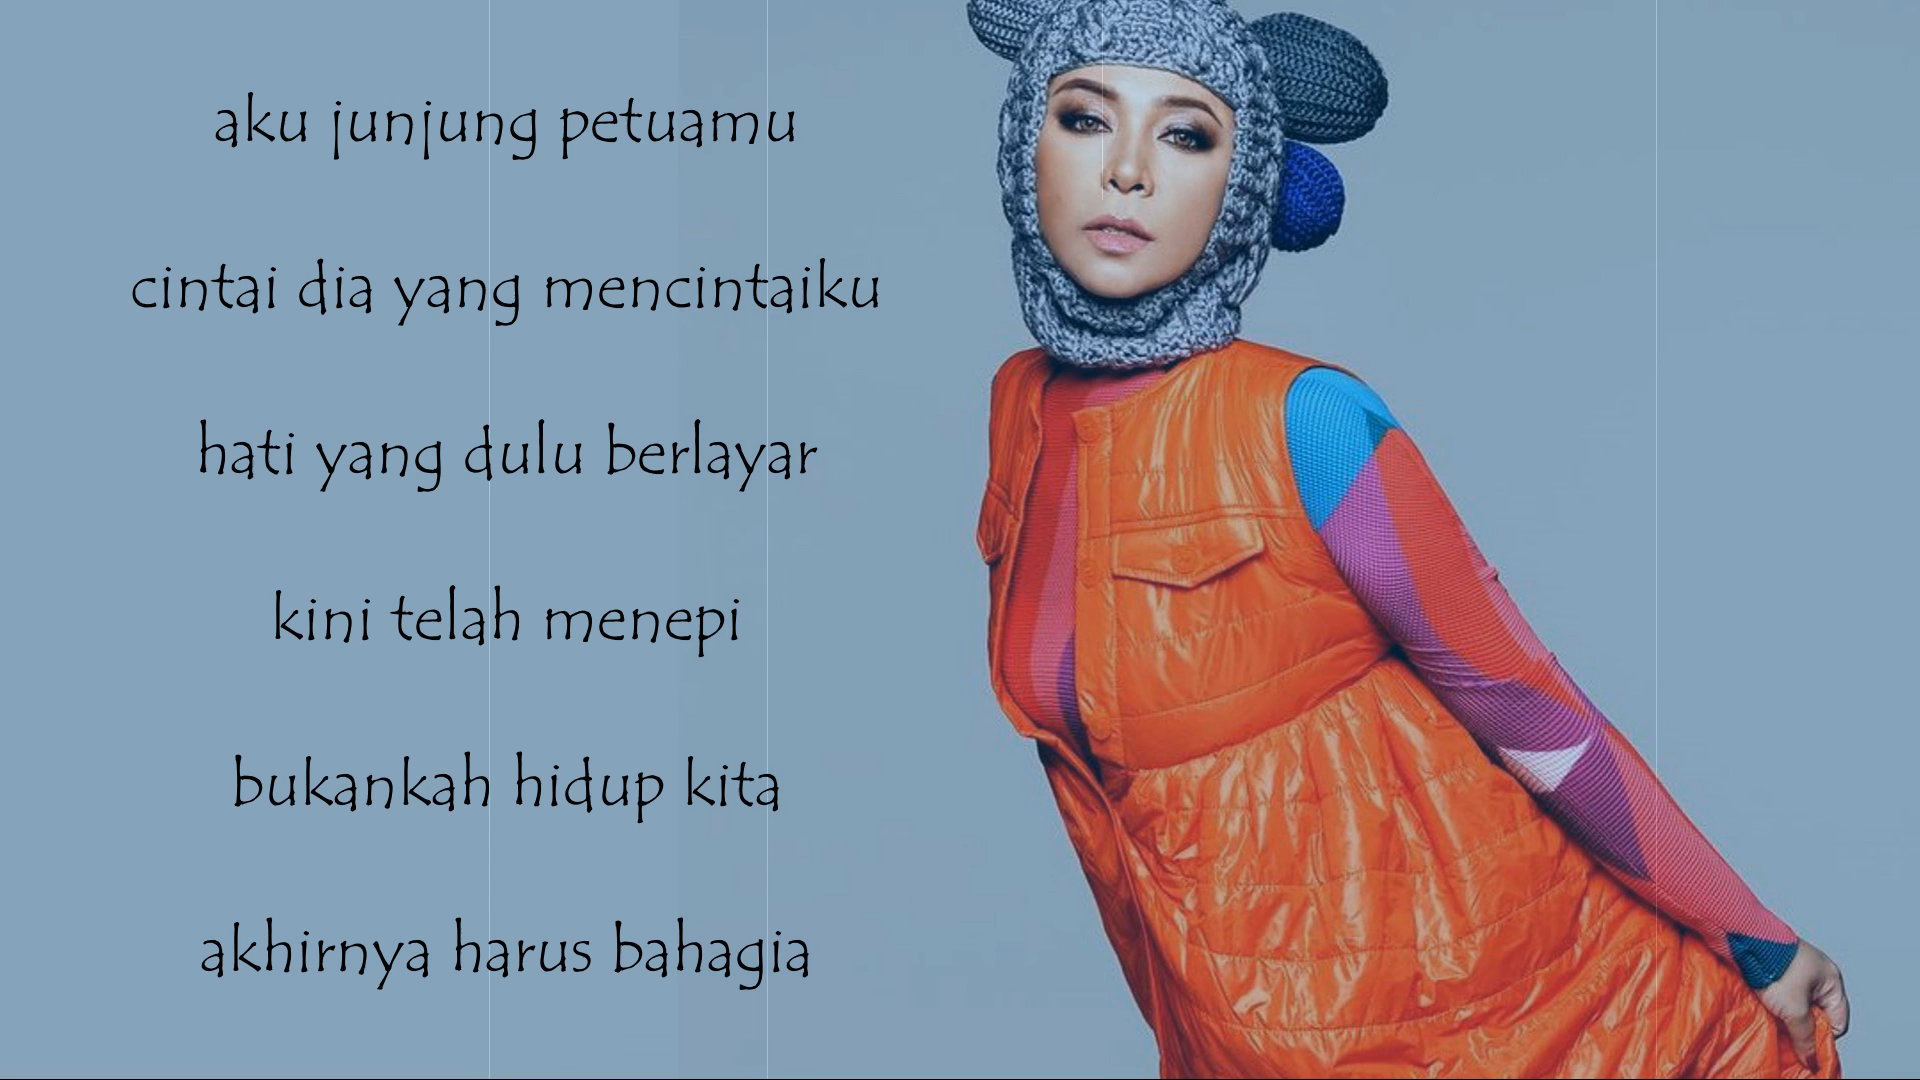 aku junjung petuamu
cintai dia yang mencintaiku
hati yang dulu berlayar
kini telah menepi
bukankah hidup kita
akhirnya harus bahagia